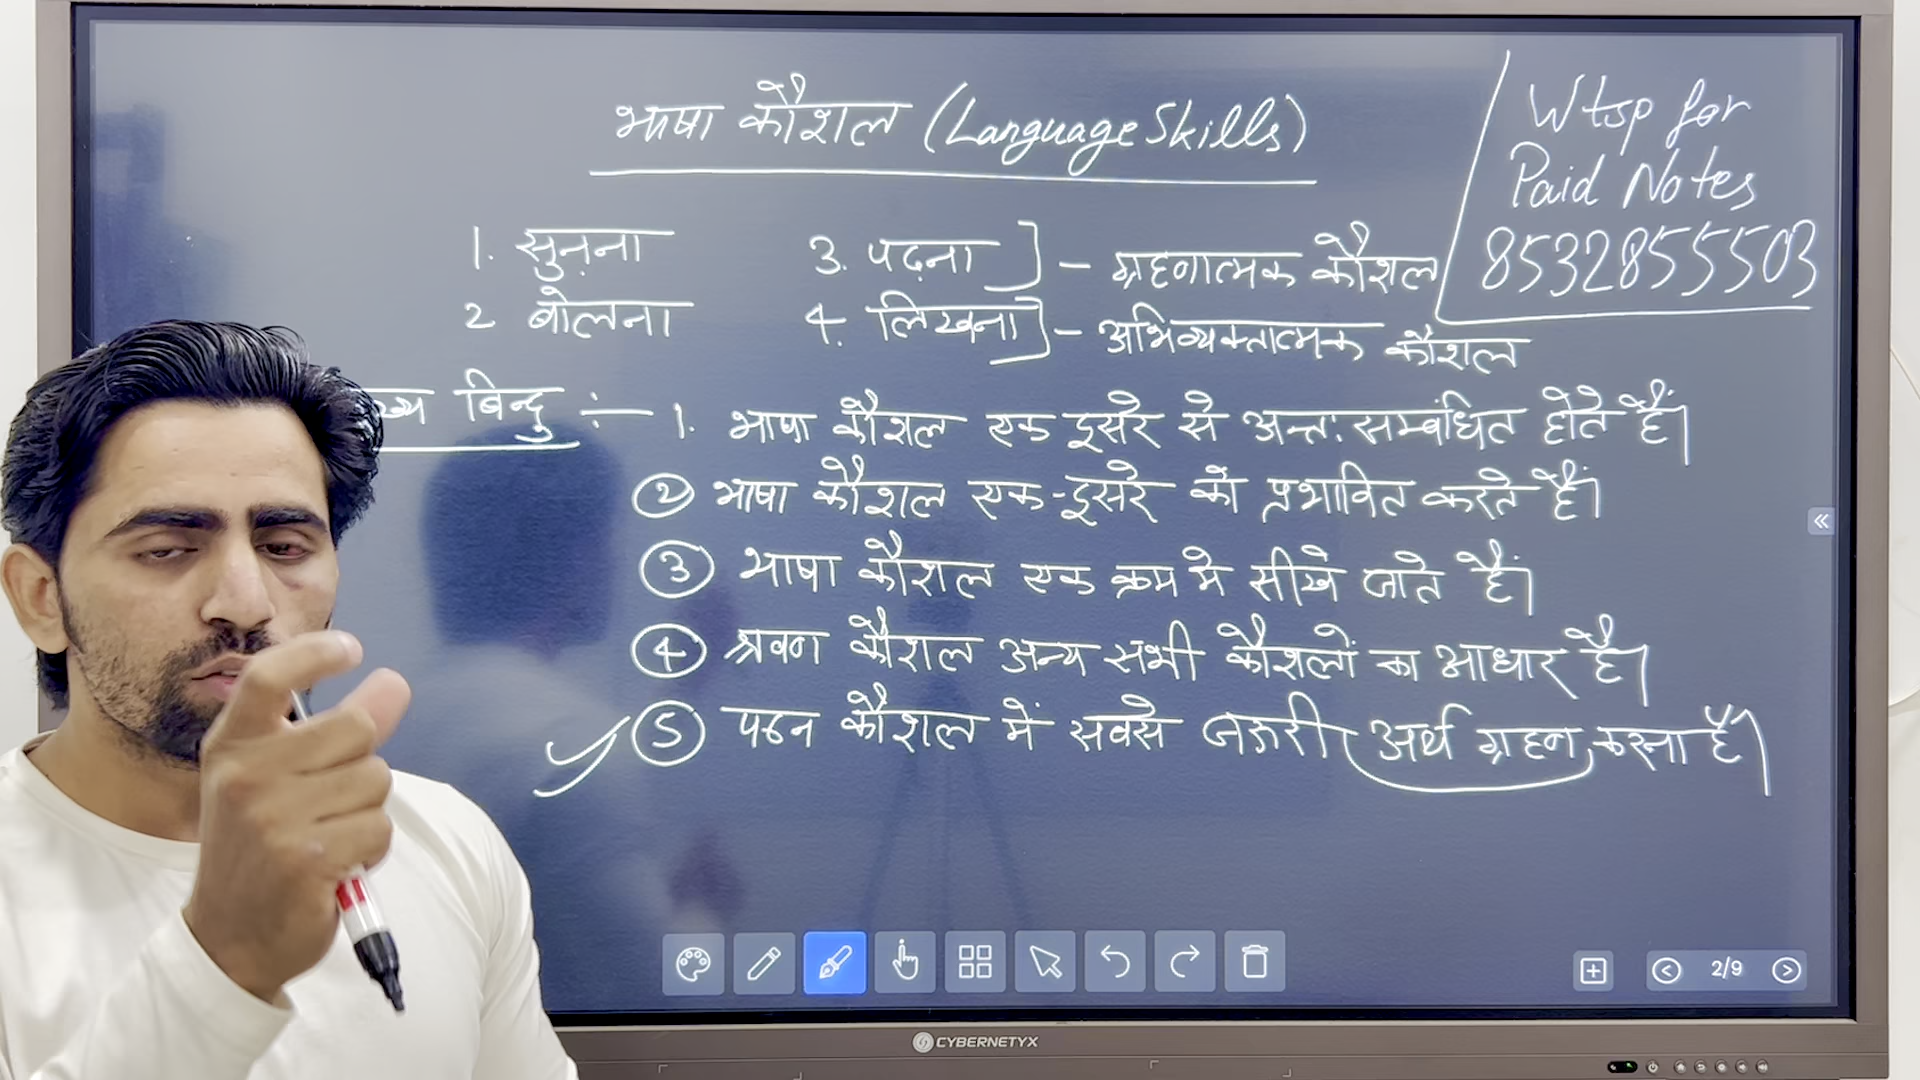 भाषा कौशल (Language Skills)
Wtsp for
Paid Notes
8532855503
1. सुनना 3. पढ़ना ] - ग्रहणात्मक कौशल
2 बोलना 4. लिखना ] - अभिव्यक्तात्मक कौशल
बिन्दु :- 1. भाषा कौशल एक दूसरे से अन्त: सम्बंधित होते हैं।
② भाषा कौशल एक-दूसरे को प्रभावित करते हैं।
③ भाषा कौशल एक क्रम मे सीखे जाते हैं।
④ श्रवण कौशल अन्य सभी कौशलों का आधार है।
⑤ पठन कौशल में सबसे जरुरी अर्थ ग्रहण करना है।
2/9
CYBERNETYX